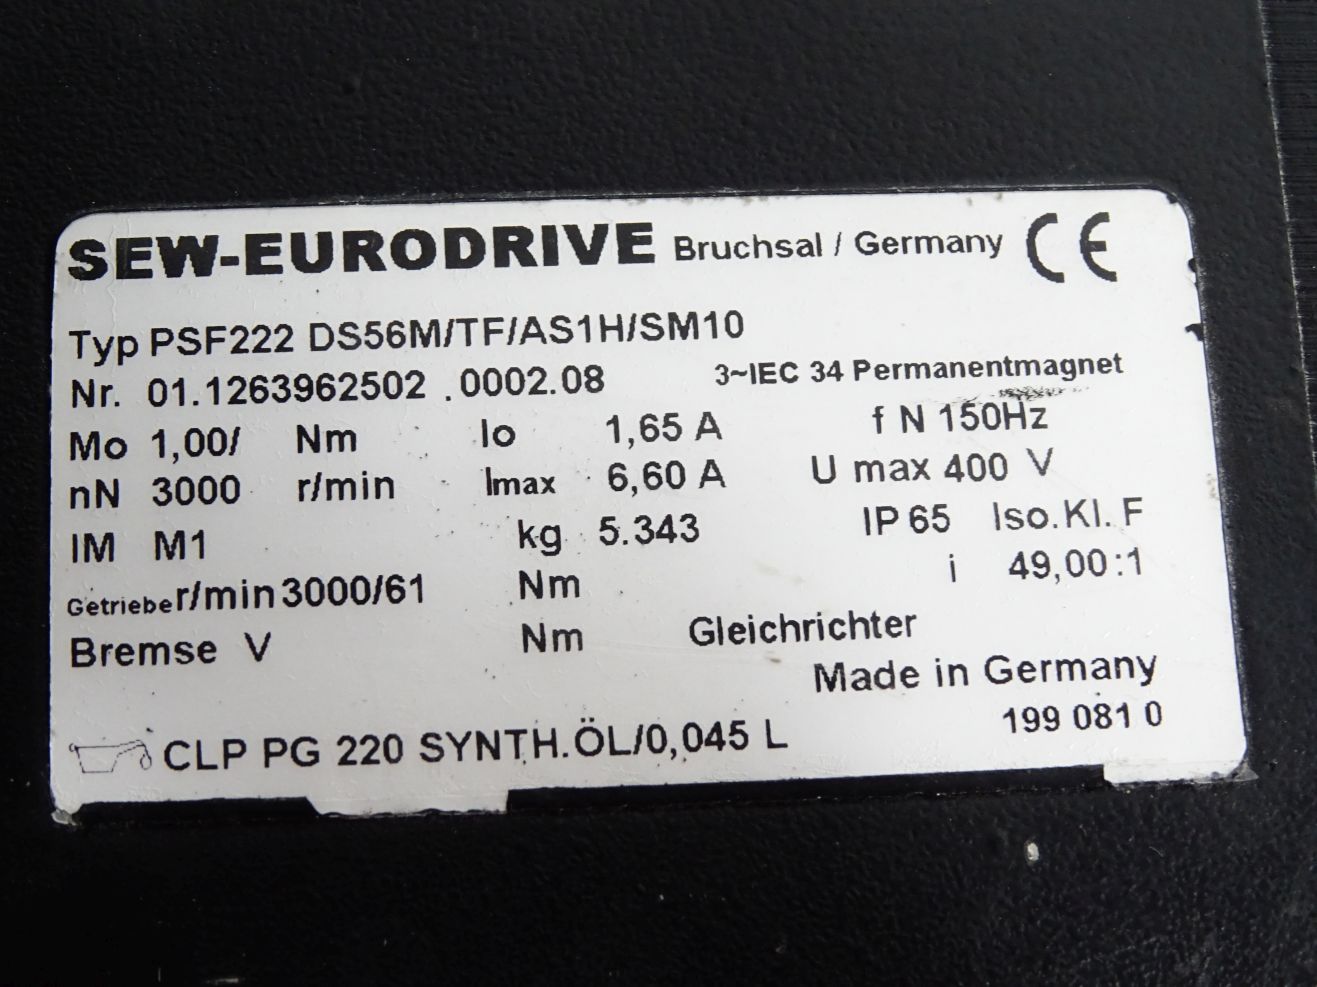 SEW-EURODRIVE Bruchsal / Germany CE
Typ PSF222 DS56M/TF/AS1H/SM10
Nr. 01.1263962502 .0002.08 3~IEC 34 Permanentmagnet
Mo 1,00/ Nm Io 1,65 A f N 150Hz
nN 3000 r/min Imax 6,60 A U max 400 V
IM M1 kg 5.343 IP 65 Iso.Kl. F
Getriebe r/min 3000/61 Nm i 49,00:1
Bremse V Nm Gleichrichter
Made in Germany
CLP PG 220 SYNTH.ÖL/0,045 L 199 081 0